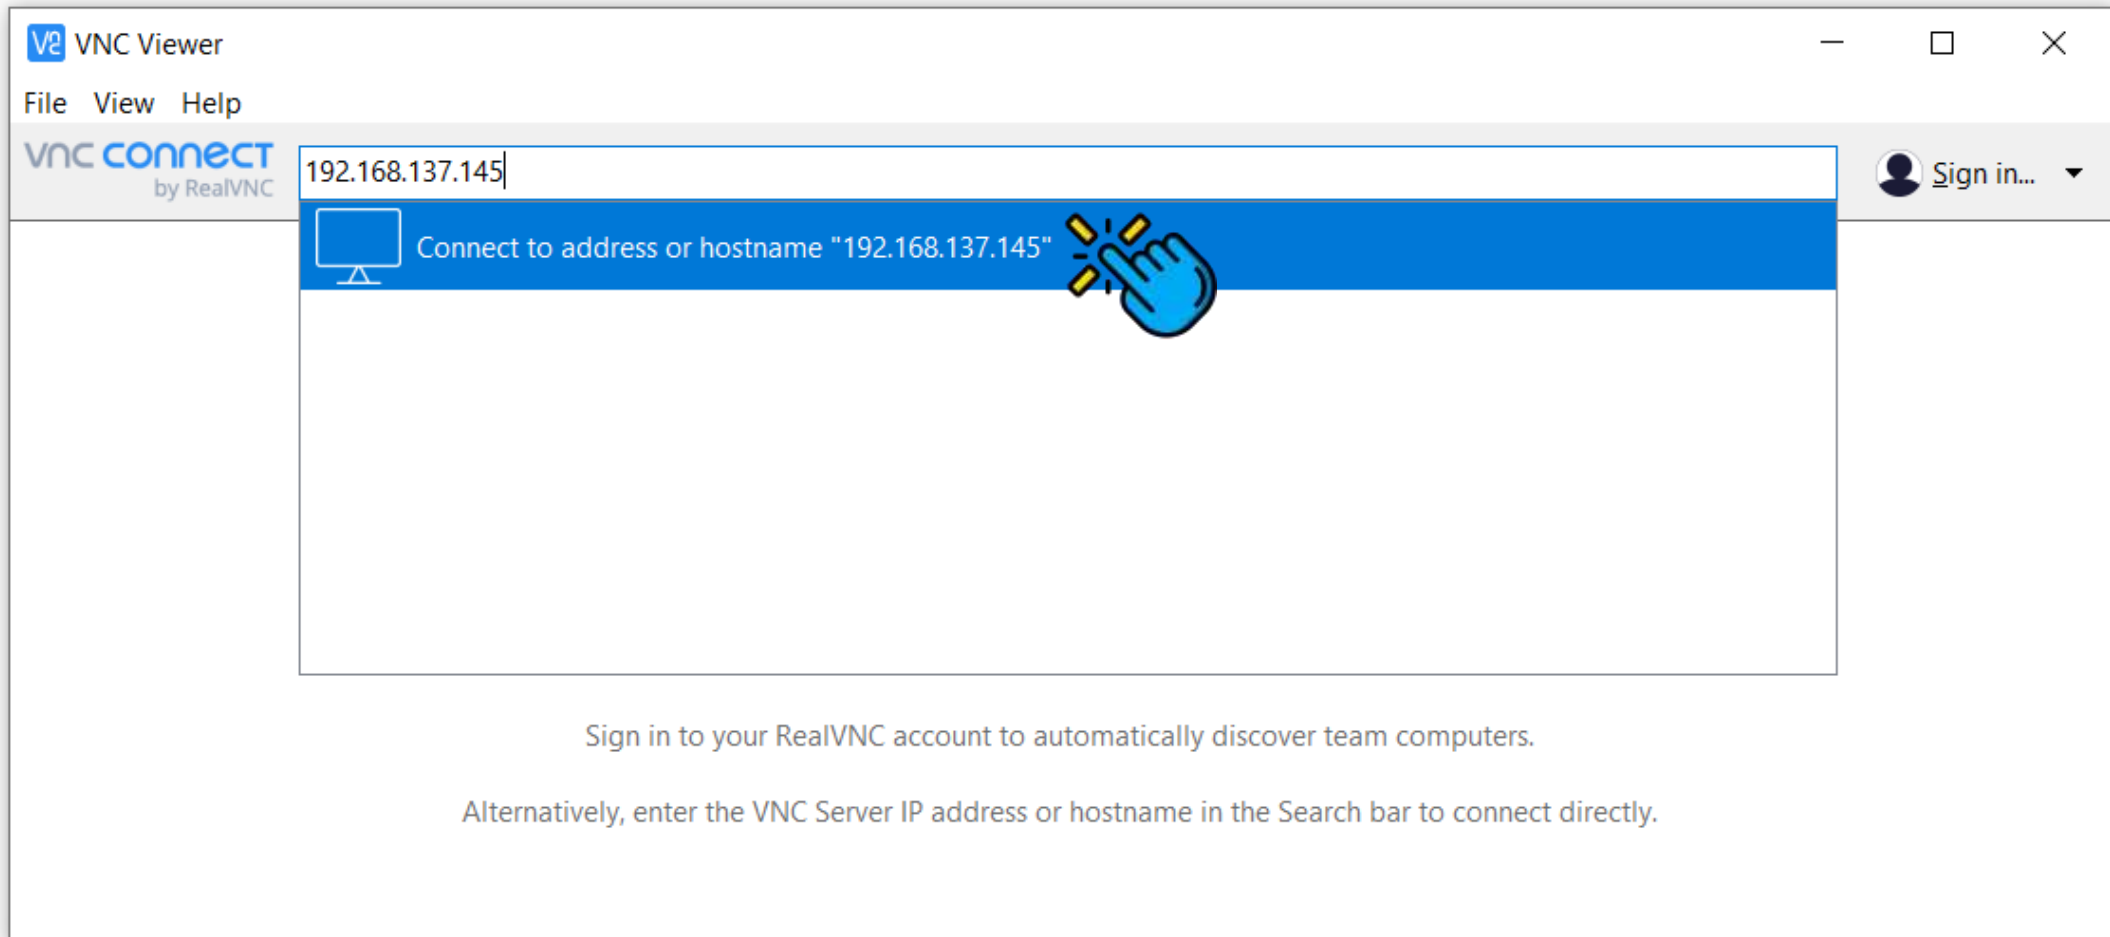 VNC Viewer
File View Help
vnc connect
by RealVNC
192.168.137.145
Sign in...
Connect to address or hostname "192.168.137.145"
Sign in to your RealVNC account to automatically discover team computers.
Alternatively, enter the VNC Server IP address or hostname in the Search bar to connect directly.